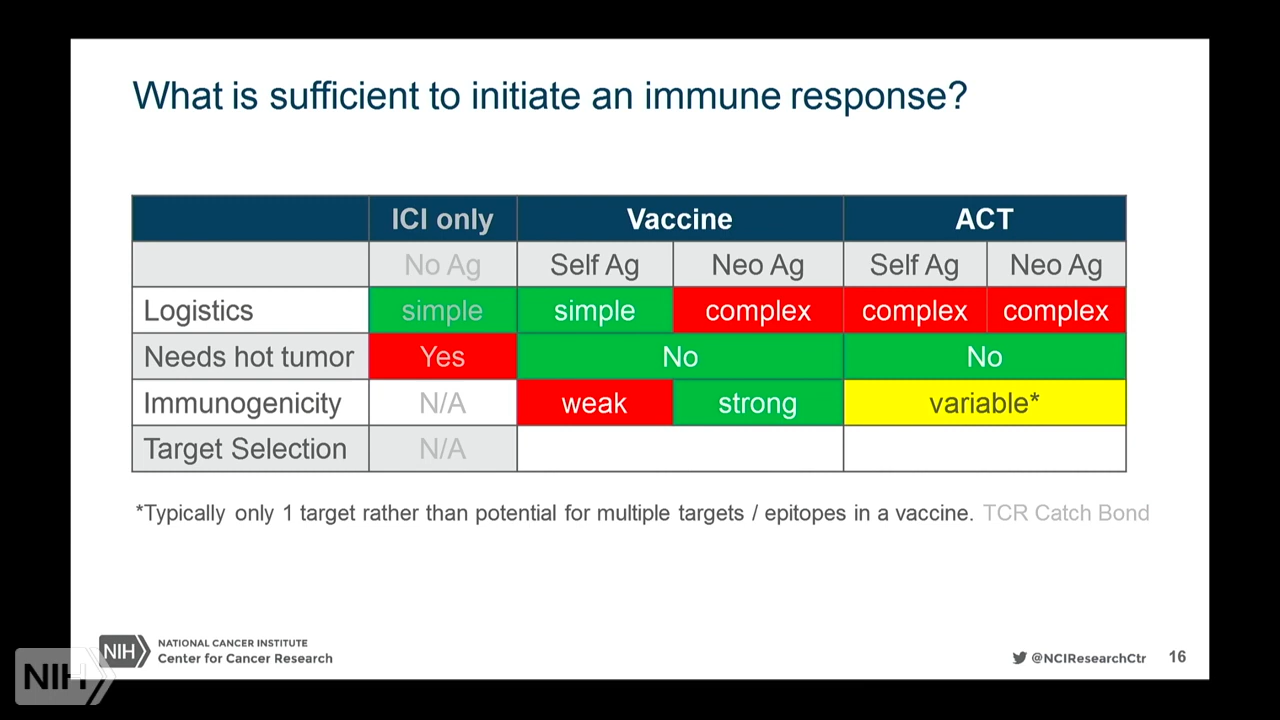 What is sufficient to initiate an immune response?
ICI only Vaccine ACT
No Ag Self Ag Neo Ag Self Ag Neo Ag
Logistics simple simple complex complex complex
Needs hot tumor Yes No No
Immunogenicity N/A weak strong variable*
Target Selection N/A
*Typically only 1 target rather than potential for multiple targets / epitopes in a vaccine. TCR Catch Bond
NIH NATIONAL CANCER INSTITUTE
Center for Cancer Research
@NCIResearchCtr 16
NIH